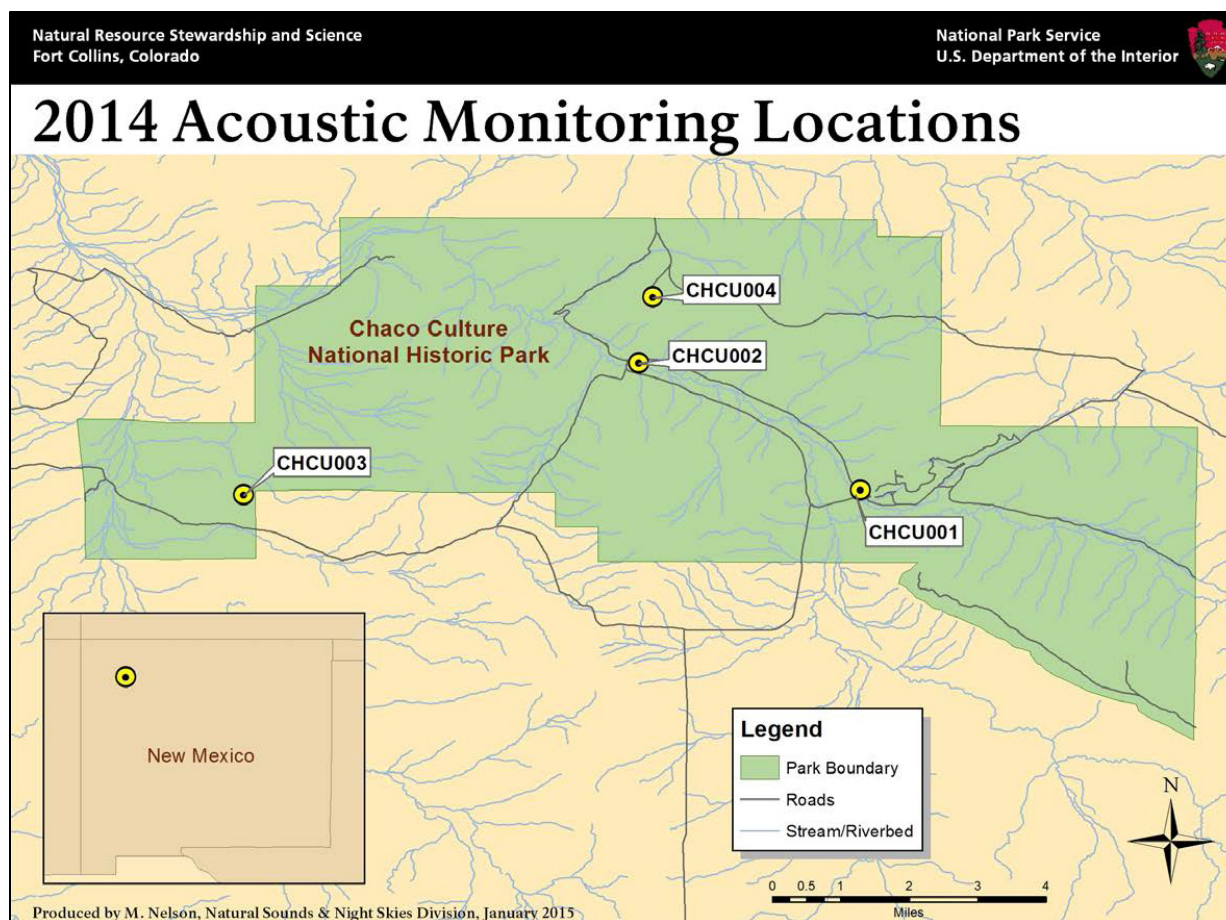 Natural Resource Stewardship and Science
Fort Collins, Colorado
National Park Service
U.S. Department of the Interior
2014 Acoustic Monitoring Locations
CHCU004
Chaco Culture
National Historic Park
CHCU002
CHCU003
CHCU001
New Mexico
Legend
Park Boundary
Roads
Stream/Riverbed
N
0 0.5 1 2 3 4
Miles
Produced by M. Nelson, Natural Sounds & Night Skies Division, January 2015